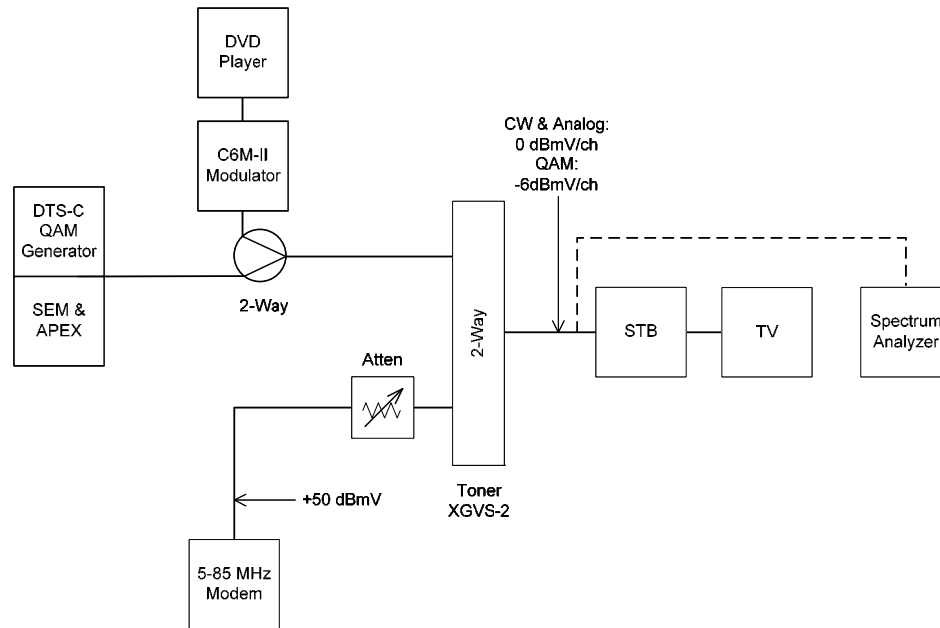 DVD
Player
C6M-II
Modulator
CW & Analog:
0 dBmV/ch
QAM:
-6dBmV/ch
DTS-C
QAM
Generator
SEM &
APEX
2-Way
2-Way
STB
TV
Spectrum
Analyzer
Atten
+50 dBmV
Toner
XGVS-2
5-85 MHz
Modem